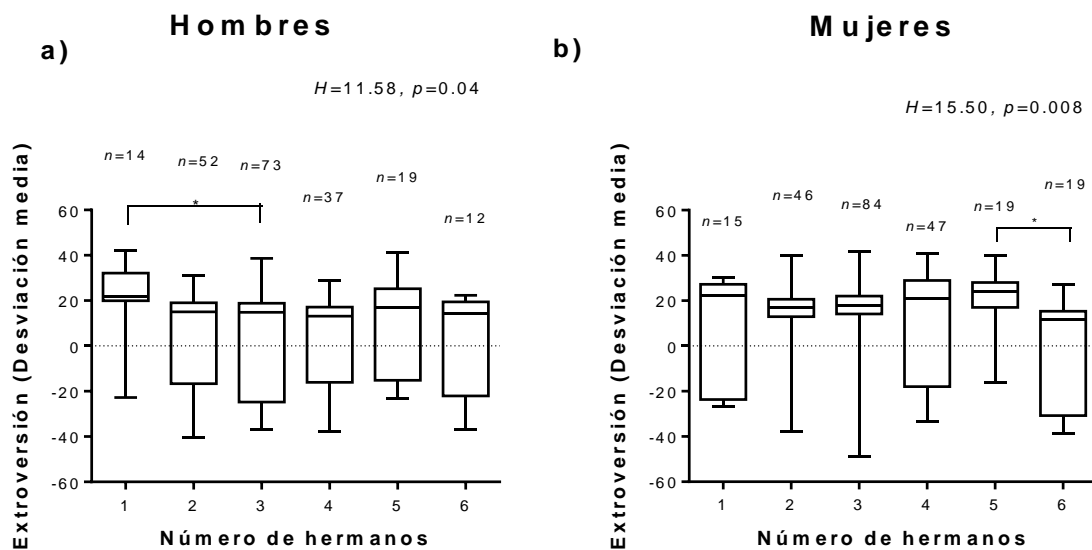 Hombres
a)
H=11.58, p=0.04
n=14
n=52
n=73
n=37
n=19
n=12
*
Extroversión (Desviación media)
60
40
20
0
-20
-40
-60
1 2 3 4 5 6
Número de hermanos
Mujeres
b)
H=15.50, p=0.008
n=15
n=46
n=84
n=47
n=19
n=19
*
Extroversión (Desviación media)
60
40
20
0
-20
-40
-60
1 2 3 4 5 6
Número de hermanos